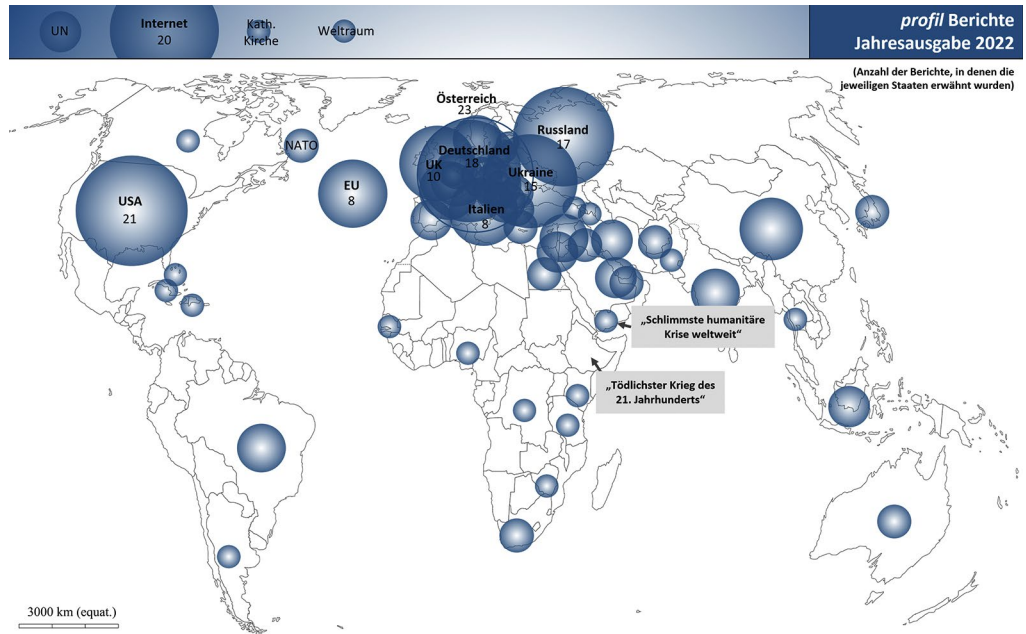 UN
Internet
20
Kath.
Kirche
Weltraum
profil Berichte
Jahresausgabe 2022
(Anzahl der Berichte, in denen die
jeweiligen Staaten erwähnt wurden)
Österreich
23
Russland
17
NATO
Deutschland
18
UK
10
Ukraine
15
EU
8
USA
21
Italien
8
„Schlimmste humanitäre
Krise weltweit“
„Tödlichster Krieg des
21. Jahrhunderts“
3000 km (equat.)